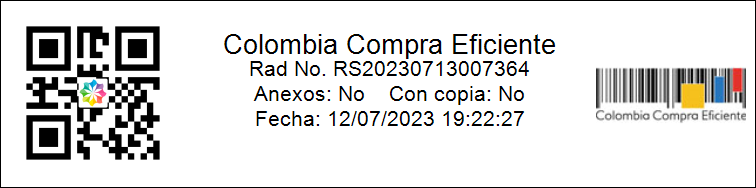 Colombia Compra Eficiente
Rad No. RS20230713007364
Anexos: No    Con copia: No
Fecha: 12/07/2023 19:22:27
Colombia Compra Eficiente